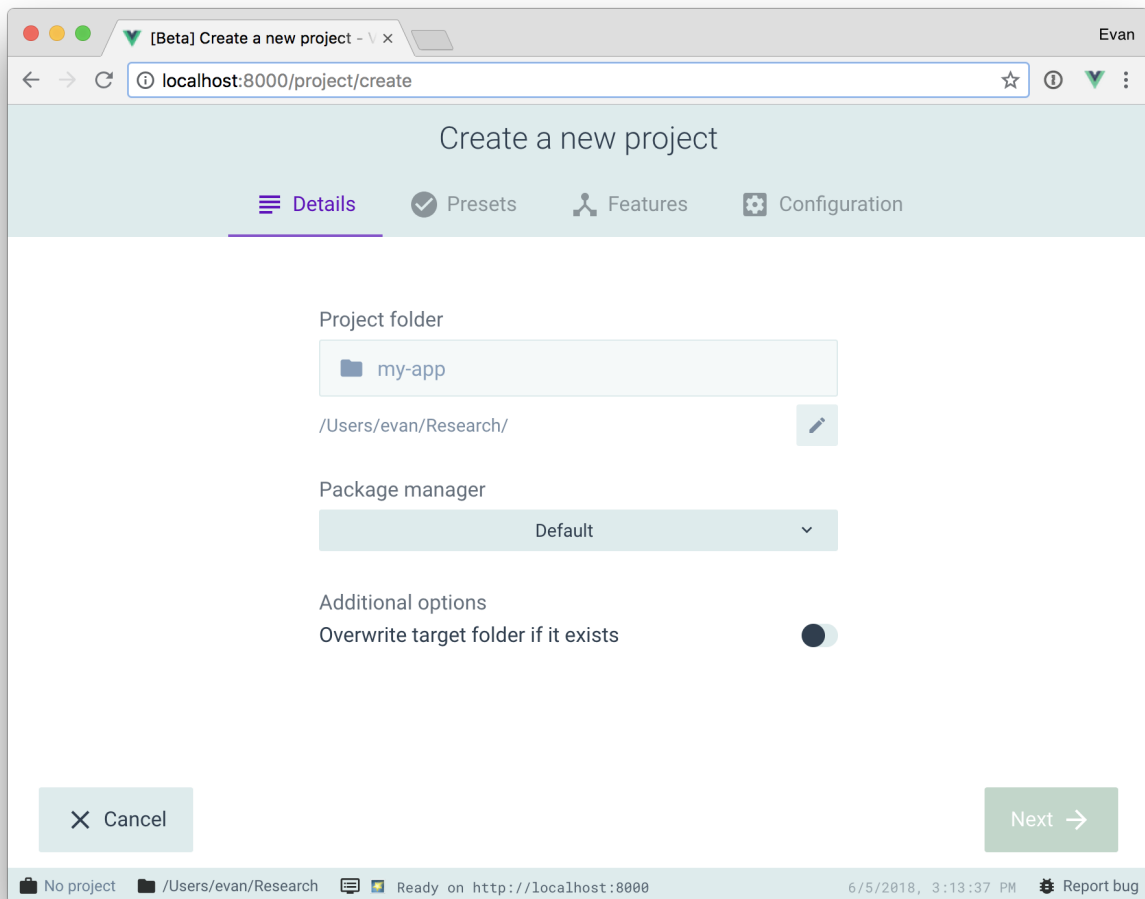 [Beta] Create a new project -
Evan
localhost:8000/project/create
Create a new project
Details
Presets
Features
Configuration
Project folder
my-app
/Users/evan/Research/
Package manager
Default
Additional options
Overwrite target folder if it exists
Cancel
Next
No project
/Users/evan/Research
Ready on http://localhost:8000
6/5/2018, 3:13:37 PM
Report bug